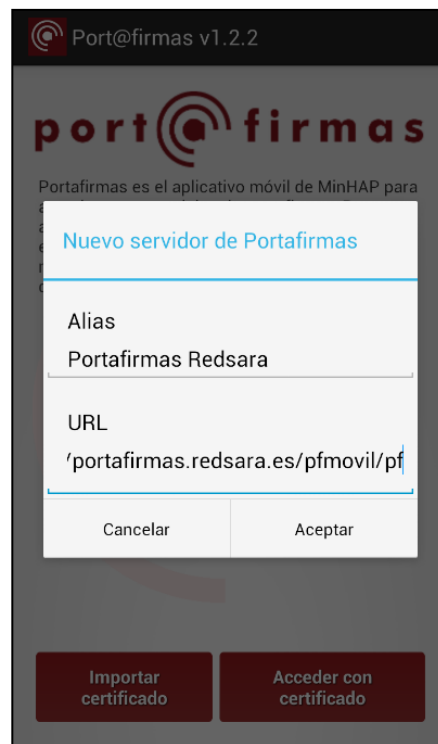 Port@firmas v1.2.2
port@firmas
Portafirmas es el aplicativo móvil de MinHAP para
Nuevo servidor de Portafirmas
Alias
Portafirmas Redsara
URL
/portafirmas.redsara.es/pfmovil/pf
Cancelar
Aceptar
Importar
certificado
Acceder con
certificado